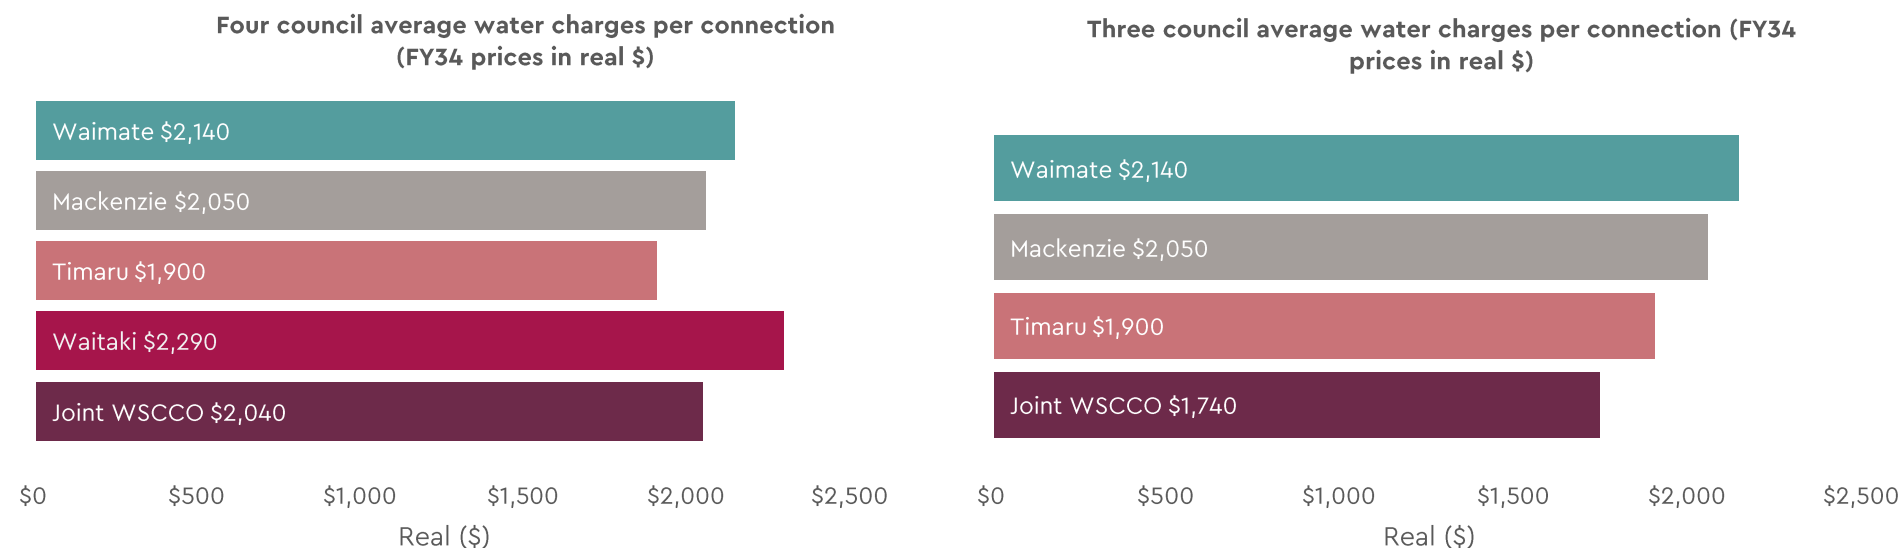 Four council average water charges per connection
(FY34 prices in real $)
Waimate $2,140
Mackenzie $2,050
Timaru $1,900
Waitaki $2,290
Joint WSCCO $2,040
$0 $500 $1,000 $1,500 $2,000 $2,500
Real ($)
Three council average water charges per connection (FY34
prices in real $)
Waimate $2,140
Mackenzie $2,050
Timaru $1,900
Joint WSCCO $1,740
$0 $500 $1,000 $1,500 $2,000 $2,500
Real ($)